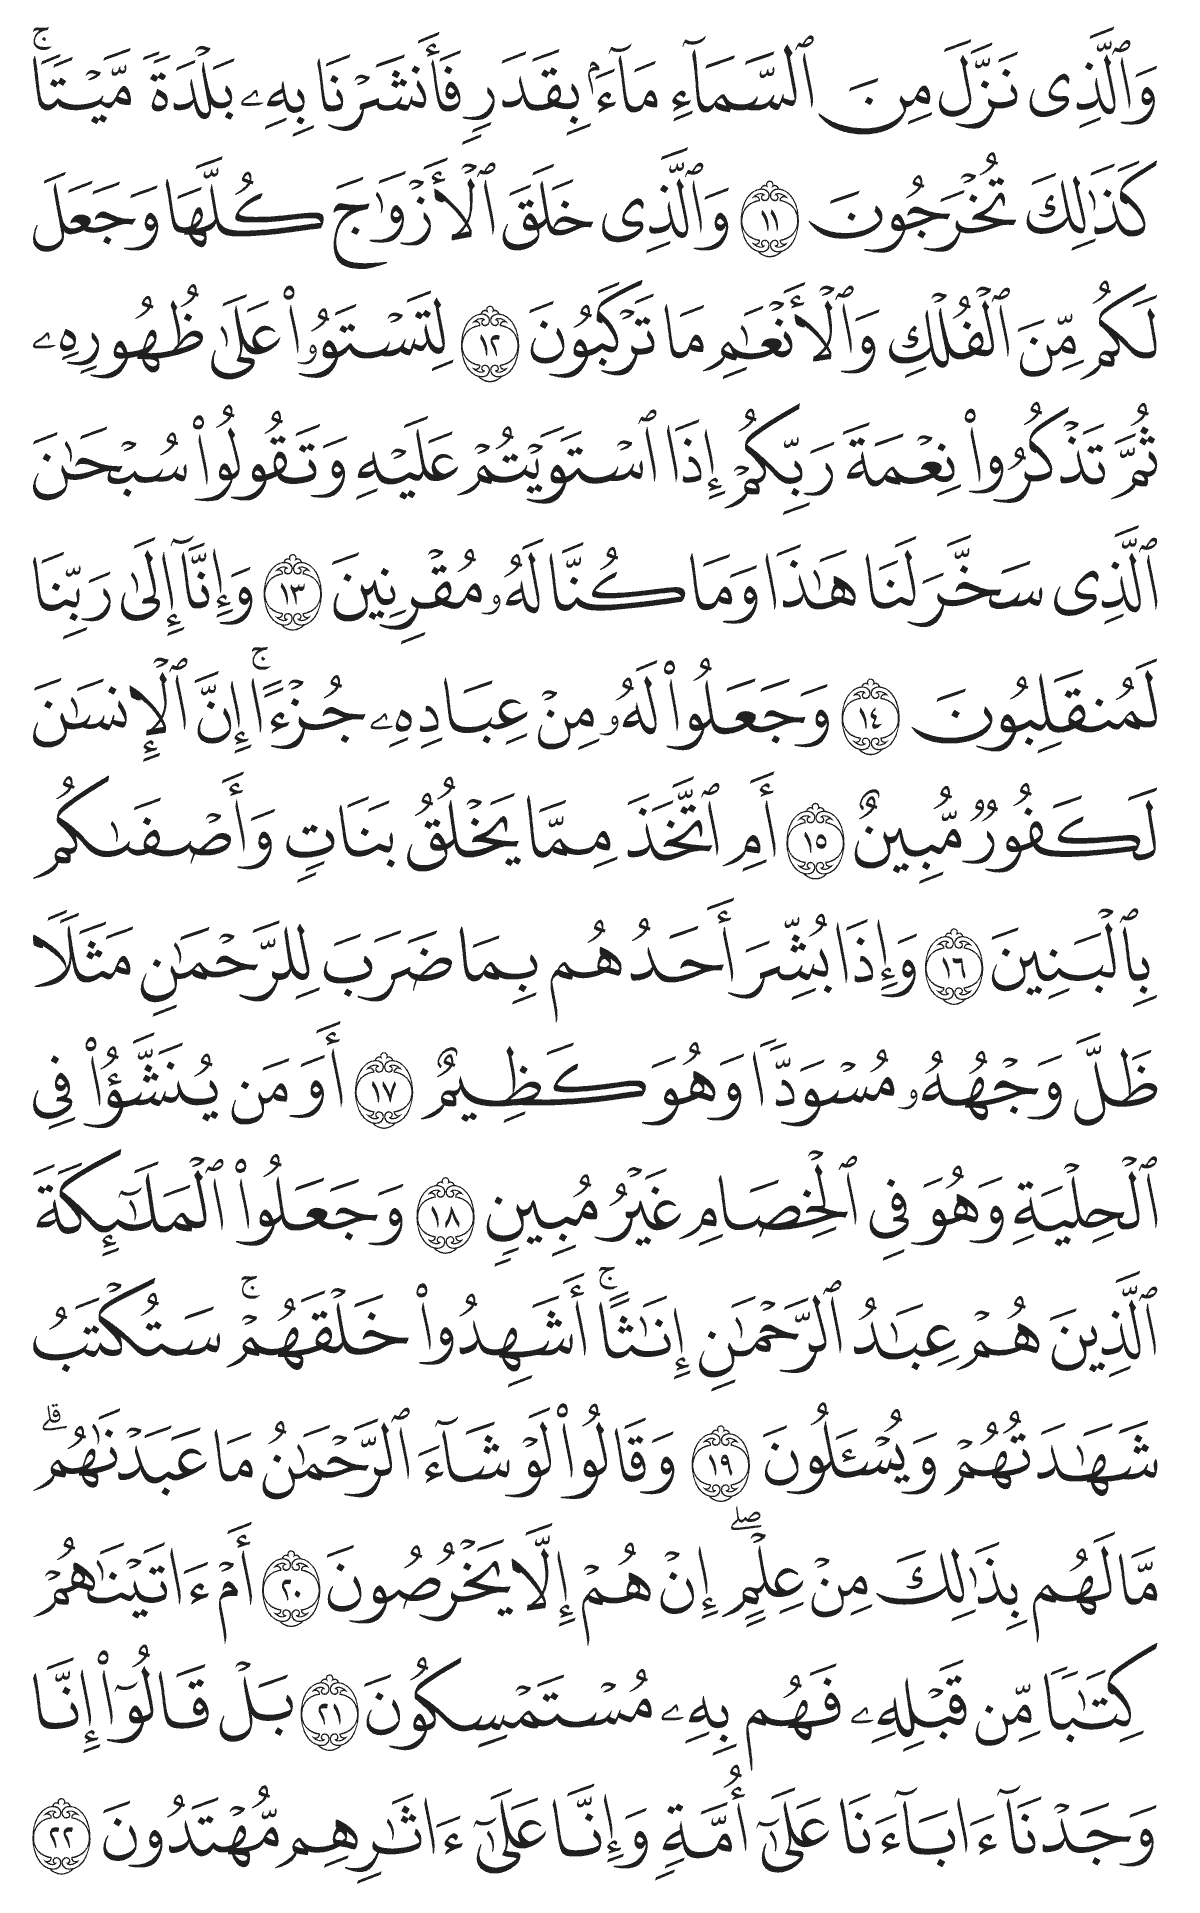 وَٱلَّذِى نَزَّلَ مِنَ ٱلسَّمَآءِ مَآءَۢ بِقَدَرٍ فَأَنشَرْنَا بِهِۦ بَلْدَةً مَّيْتًاۚ
كَذَٰلِكَ تُخْرَجُونَ ١١ وَٱلَّذِى خَلَقَ ٱلْأَزْوَٰجَ كُلَّهَا وَجَعَلَ
لَكُم مِّنَ ٱلْفُلْكِ وَٱلْأَنْعَٰمِ مَا تَرْكَبُونَ ١٢ لِتَسْتَوُۥا۟ عَلَىٰ ظُهُورِهِۦ
ثُمَّ تَذْكُرُوا۟ نِعْمَةَ رَبِّكُمْ إِذَا ٱسْتَوَيْتُمْ عَلَيْهِ وَتَقُولُوا۟ سُبْحَٰنَ
ٱلَّذِى سَخَّرَ لَنَا هَٰذَا وَمَا كُنَّا لَهُۥ مُقْرِنِينَ ١٣ وَإِنَّآ إِلَىٰ رَبِّنَا
لَمُنقَلِبُونَ ١٤ وَجَعَلُوا۟ لَهُۥ مِنْ عِبَادِهِۦ جُزْءًاۚ إِنَّ ٱلْإِنسَٰنَ
لَكَفُورٌ مُّبِينٌ ١٥ أَمِ ٱتَّخَذَ مِمَّا يَخْلُقُ بَنَاتٍ وَأَصْفَىٰكُم
بِٱلْبَنِينَ ١٦ وَإِذَا بُشِّرَ أَحَدُهُم بِمَا ضَرَبَ لِلرَّحْمَٰنِ مَثَلًا
ظَلَّ وَجْهُهُۥ مُسْوَدًّا وَهُوَ كَظِيمٌ ١٧ أَوَمَن يُنَشَّؤُا۟ فِى
ٱلْحِلْيَةِ وَهُوَ فِى ٱلْخِصَامِ غَيْرُ مُبِينٍ ١٨ وَجَعَلُوا۟ ٱلْمَلَٰٓئِكَةَ
ٱلَّذِينَ هُمْ عِبَٰدُ ٱلرَّحْمَٰنِ إِنَٰثًاۚ أَشَهِدُوا۟ خَلْقَهُمْۚ سَتُكْتَبُ
شَهَٰدَتُهُمْ وَيُسْـَٔلُونَ ١٩ وَقَالُوا۟ لَوْ شَآءَ ٱلرَّحْمَٰنُ مَا عَبَدْنَٰهُمۗ
مَّا لَهُم بِذَٰلِكَ مِنْ عِلْمٍۖ إِنْ هُمْ إِلَّا يَخْرُصُونَ ٢٠ أَمْ ءَاتَيْنَٰهُمْ
كِتَٰبًا مِّن قَبْلِهِۦ فَهُم بِهِۦ مُسْتَمْسِكُونَ ٢١ بَلْ قَالُوٓا۟ إِنَّا
وَجَدْنَآ ءَابَآءَنَا عَلَىٰٓ أُمَّةٍ وَإِنَّا عَلَىٰٓ ءَاثَٰرِهِم مُّهْتَدُونَ ٢٢